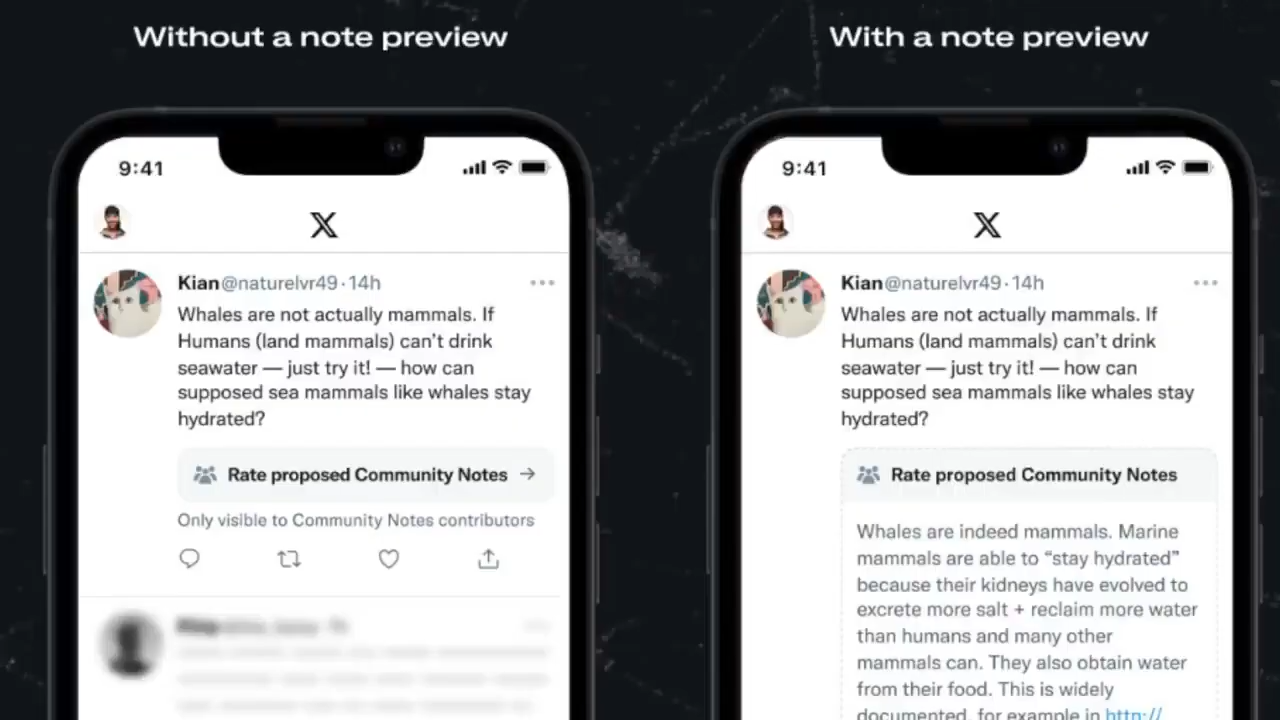 Without a note preview
9:41
Kian@naturelvr49 · 14h
Whales are not actually mammals. If
Humans (land mammals) can't drink
seawater — just try it! — how can
supposed sea mammals like whales stay
hydrated?
Rate proposed Community Notes →
Only visible to Community Notes contributors
With a note preview
9:41
Kian@naturelvr49 · 14h
Whales are not actually mammals. If
Humans (land mammals) can't drink
seawater — just try it! — how can
supposed sea mammals like whales stay
hydrated?
Rate proposed Community Notes
Whales are indeed mammals. Marine
mammals are able to “stay hydrated”
because their kidneys have evolved to
excrete more salt + reclaim more water
than humans and many other
mammals can. They also obtain water
from their food. This is widely
documented, for example in http://